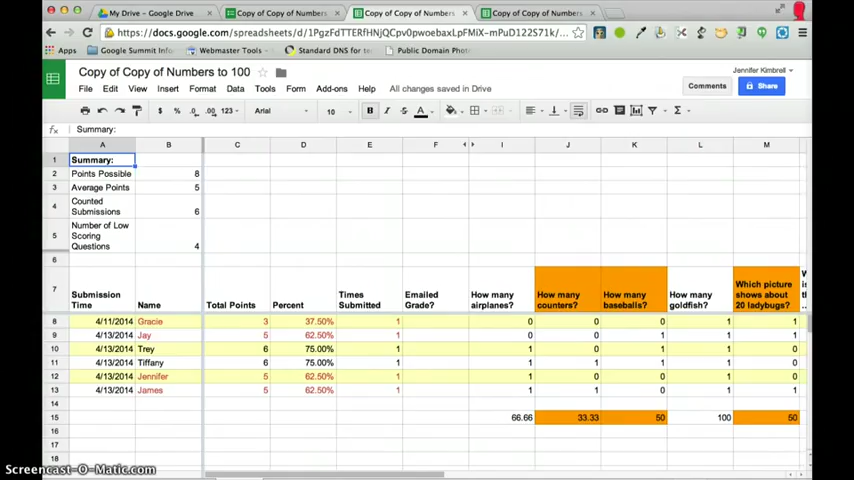 My Drive - Google Drive
Copy of Copy of Numbers
Copy of Copy of Numbers
Copy of Copy of Numbers
https://docs.google.com/spreadsheets/d/1PgzFdTTERfHNjQCpv0pwoebaxLpFMiX-mPuD122S71k/
Apps Google Summit Info Webmaster Tools Standard DNS for te Public Domain Phot
Copy of Copy of Numbers to 100
Jennifer Kimbrell
File Edit View Insert Format Data Tools Form Add-ons Help All changes saved in Drive
Comments Share
$ % .0 .00 123 Arial 10 B I S A Σ
fx Summary:
A B C D E F I J K L M
1 Summary:
2 Points Possible 8
3 Average Points 5
4 Counted Submissions 6
5 Number of Low Scoring Questions 4
6
7 Submission Time Name Total Points Percent Times Submitted Emailed Grade? How many airplanes? How many counters? How many baseballs? How many goldfish? Which picture shows about 20 ladybugs?
8 4/11/2014 Gracie 3 37.50% 1 0 0 0 1 1
9 4/13/2014 Jay 5 62.50% 1 0 0 1 1 0
10 4/13/2014 Trey 6 75.00% 1 1 0 1 1 0
11 4/13/2014 Tiffany 6 75.00% 1 1 1 1 1 0
12 4/13/2014 Jennifer 5 62.50% 1 1 0 0 1 1
13 4/13/2014 James 5 62.50% 1 1 1 0 1 1
14
15 66.66 33.33 50 100 50
16
17
18
Screencast-O-Matic.com